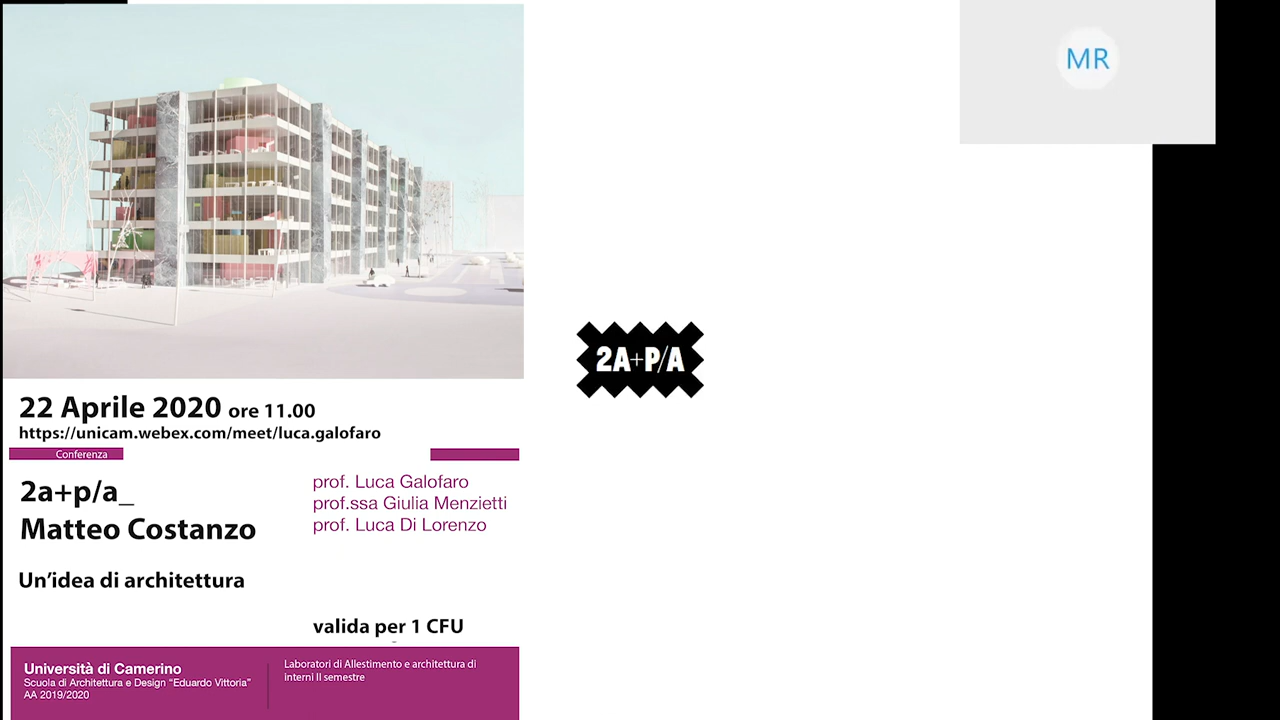 MR
2A+P/A
22 Aprile 2020 ore 11.00
https://unicam.webex.com/meet/luca.galofaro
Conferenza
2a+p/a_
Matteo Costanzo
prof. Luca Galofaro
prof.ssa Giulia Menzietti
prof. Luca Di Lorenzo
Un'idea di architettura
valida per 1 CFU
Università di Camerino
Scuola di Architettura e Design "Eduardo Vittoria"
AA 2019/2020
Laboratori di Allestimento e architettura di
interni II semestre